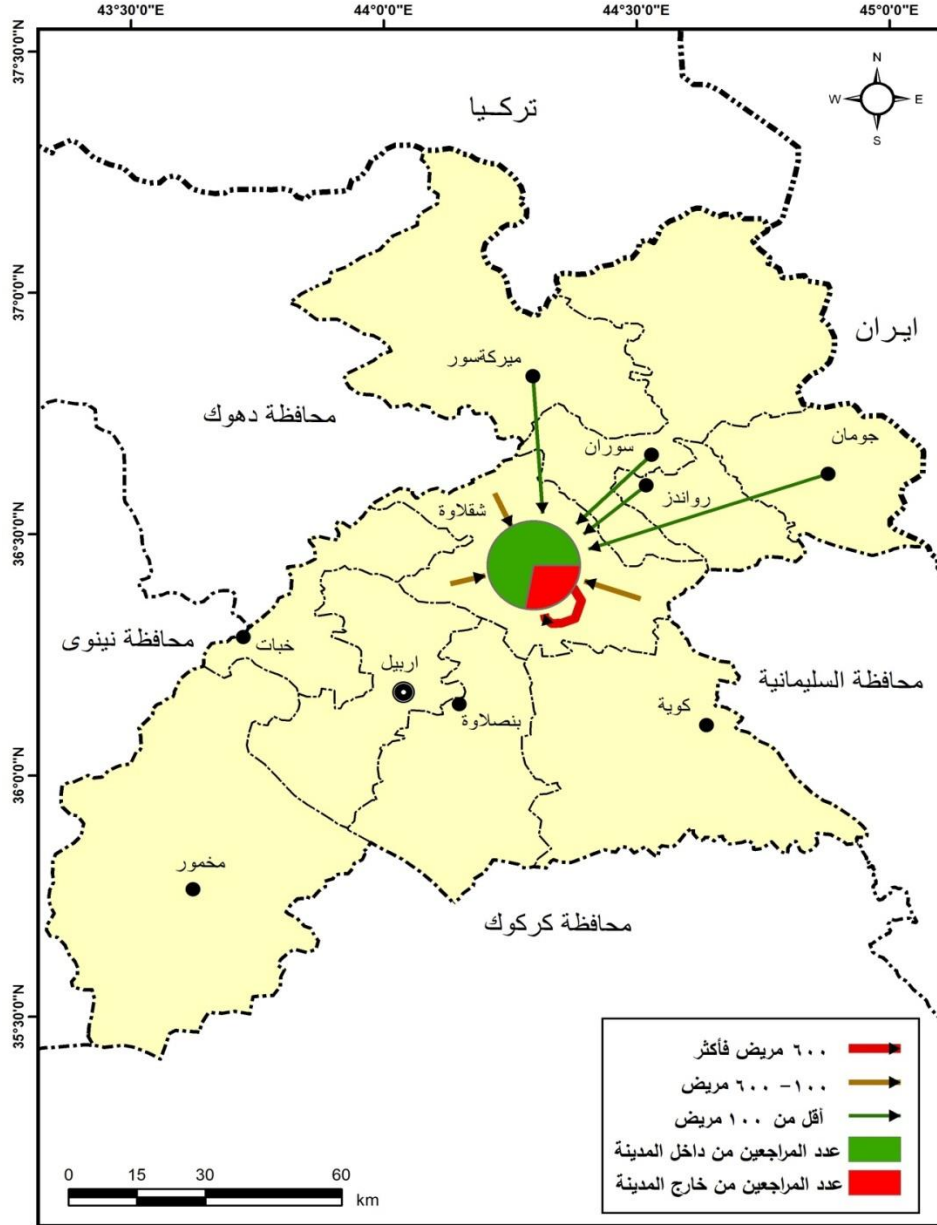 43°30'0"E
44°0'0"E
44°30'0"E
45°0'0"E
37°30'0"N
37°0'0"N
36°30'0"N
36°0'0"N
35°30'0"N
N
W
E
S
تركـيا
ايران
ميركةسور
محافظة دهوك
سوران
جومان
رواندز
شقلاوة
محافظة نينوى
خبات
اربيل
بنصلاوة
كوية
محافظة السليمانية
مخمور
محافظة كركوك
٦٠٠ مريض فأكثر
١٠٠- ٦٠٠ مريض
أقل من ١٠٠ مريض
عدد المراجعين من داخل المدينة
عدد المراجعين من خارج المدينة
0 15 30 60
km